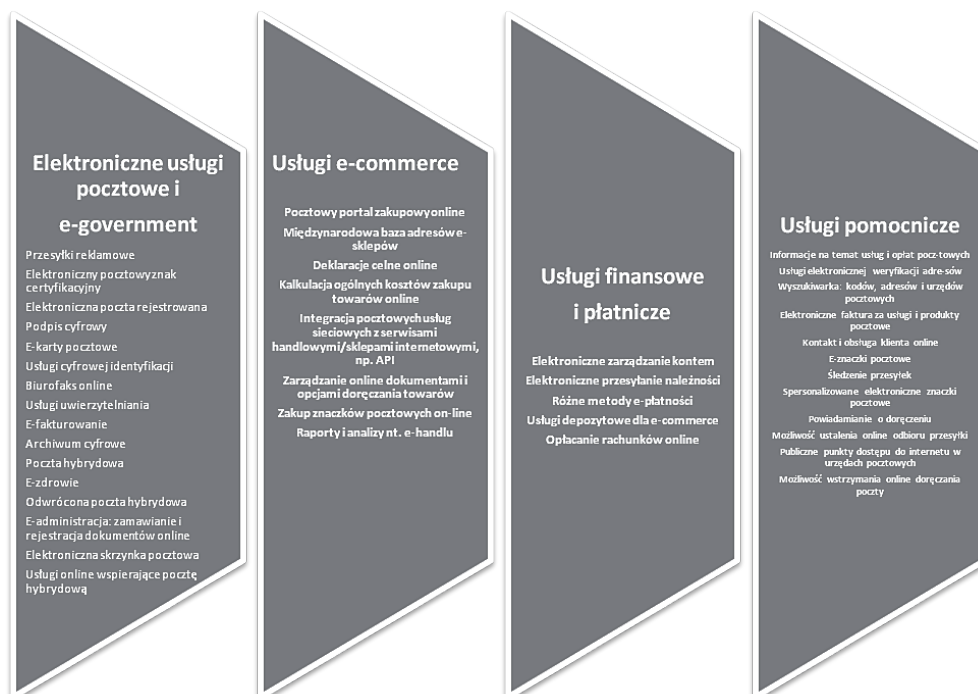 Elektroniczne usługi
pocztowe i
e-government
Przesyłki reklamowe
Elektroniczny pocztowy znak
certyfikacyjny
Elektroniczna poczta rejestrowana
Podpis cyfrowy
E-karty pocztowe
Usługi cyfrowej identyfikacji
Biurofaks online
Usługi uwierzytelniania
E-fakturowanie
Archiwum cyfrowe
Poczta hybrydowa
E-zdrowie
Odwrócona poczta hybrydowa
E-administracja: zamawianie i
rejestracja dokumentów online
Elektroniczna skrzynka pocztowa
Usługi online wspierające pocztę
hybrydową
Usługi e-commerce
Pocztowy portal zakupowy online
Międzynarodowa baza adresów e-
sklepów
Deklaracje celne online
Kalkulacja ogólnych kosztów zakupu
towarów online
Integracja pocztowych usług
sieciowych z serwisami
handlowymi/sklepami internetowymi,
np. API
Zarządzanie online dokumentami i
opcjami doręczania towarów
Zakup znaczków pocztowych on-line
Raporty i analizy nt. e-handlu
Usługi finansowe
i płatnicze
Elektroniczne zarządzanie kontem
Elektroniczne przesyłanie należności
Różne metody e-płatności
Usługi depozytowe dla e-commerce
Opłacanie rachunków online
Usługi pomocnicze
Informacje na temat usług i opłat pocz-towych
Usługi elektronicznej weryfikacji adre-sów
Wyszukiwarka: kodów, adresów i urzędów
pocztowych
Elektroniczne faktura za usługi i produkty
pocztowe
Kontakt i obsługa klienta online
E-znaczki pocztowe
Śledzenie przesyłek
Spersonalizowane elektroniczne znaczki
pocztowe
Powiadamianie o doręczeniu
Możliwość ustalenia online odbioru przesyłki
Publiczne punkty dostępu do internetu w
urzędach pocztowych
Możliwość wstrzymania online doręczania
poczty